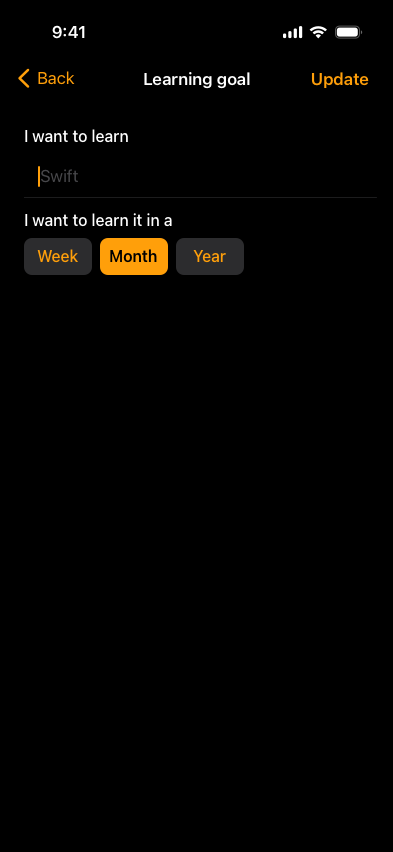 9:41
Back Learning goal Update
I want to learn
Swift
I want to learn it in a
Week Month Year